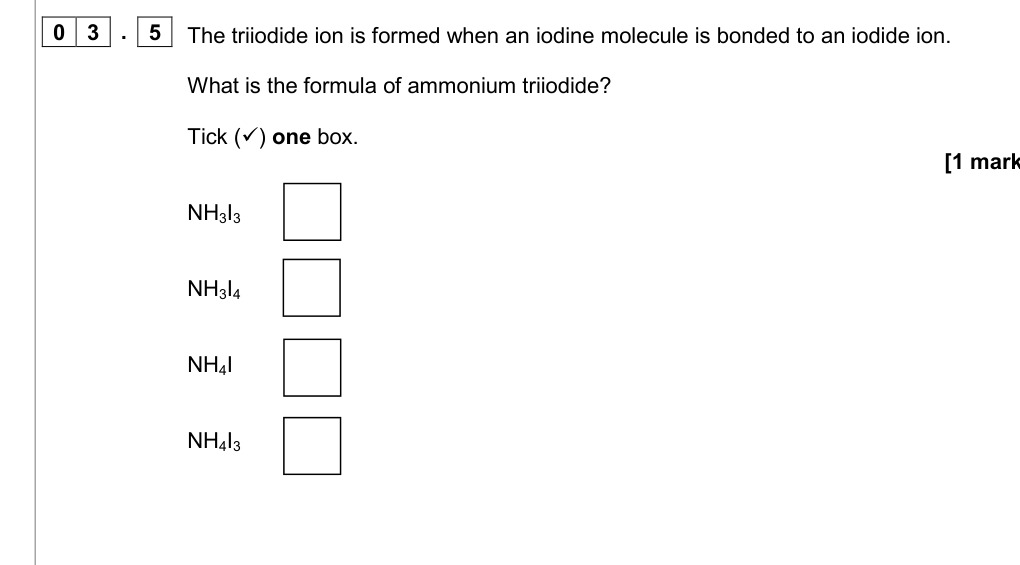 0 3 . 5 The triiodide ion is formed when an iodine molecule is bonded to an iodide ion.
What is the formula of ammonium triiodide?
Tick (✓) one box.
[1 mark
NH₃I₃
NH₃I₄
NH₄I
NH₄I₃